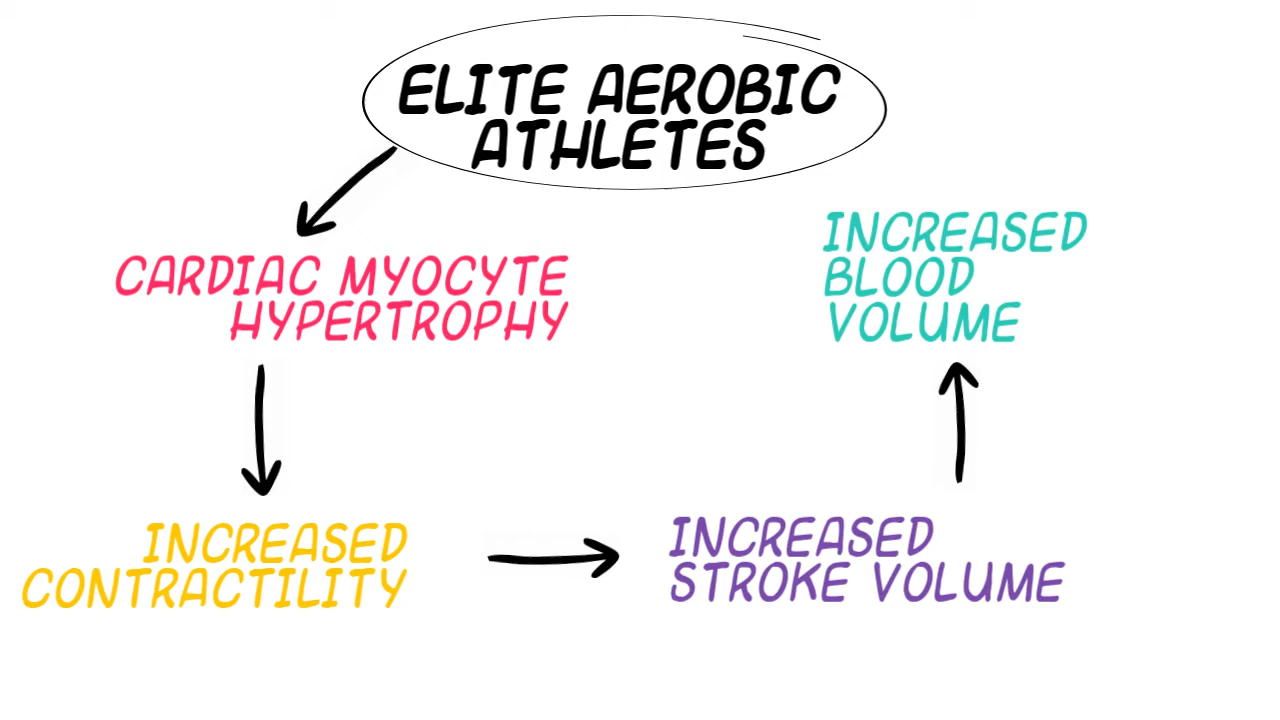 ELITE AEROBIC
ATHLETES
CARDIAC MYOCYTE
HYPERTROPHY
INCREASED
CONTRACTILITY
INCREASED
STROKE VOLUME
INCREASED
BLOOD
VOLUME